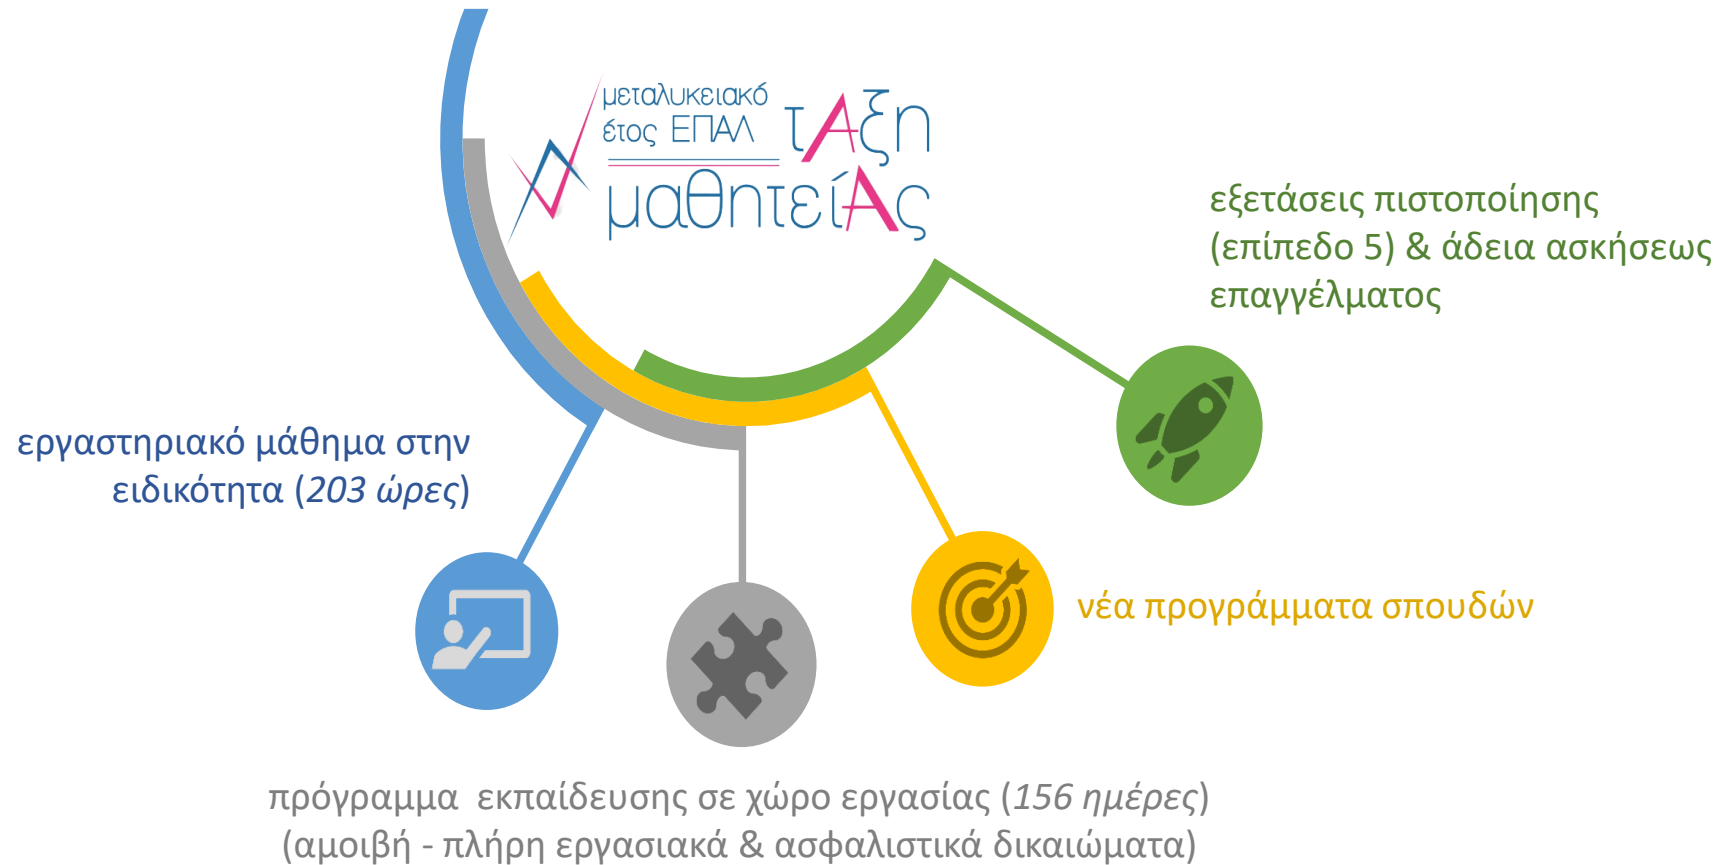 μεταλυκειακό
έτος ΕΠΑΛ
τΑξη
μαθητείΑς
εξετάσεις πιστοποίησης
(επίπεδο 5) & άδεια ασκήσεως
επαγγέλματος
εργαστηριακό μάθημα στην
ειδικότητα (203 ώρες)
νέα προγράμματα σπουδών
πρόγραμμα εκπαίδευσης σε χώρο εργασίας (156 ημέρες)
(αμοιβή - πλήρη εργασιακά & ασφαλιστικά δικαιώματα)